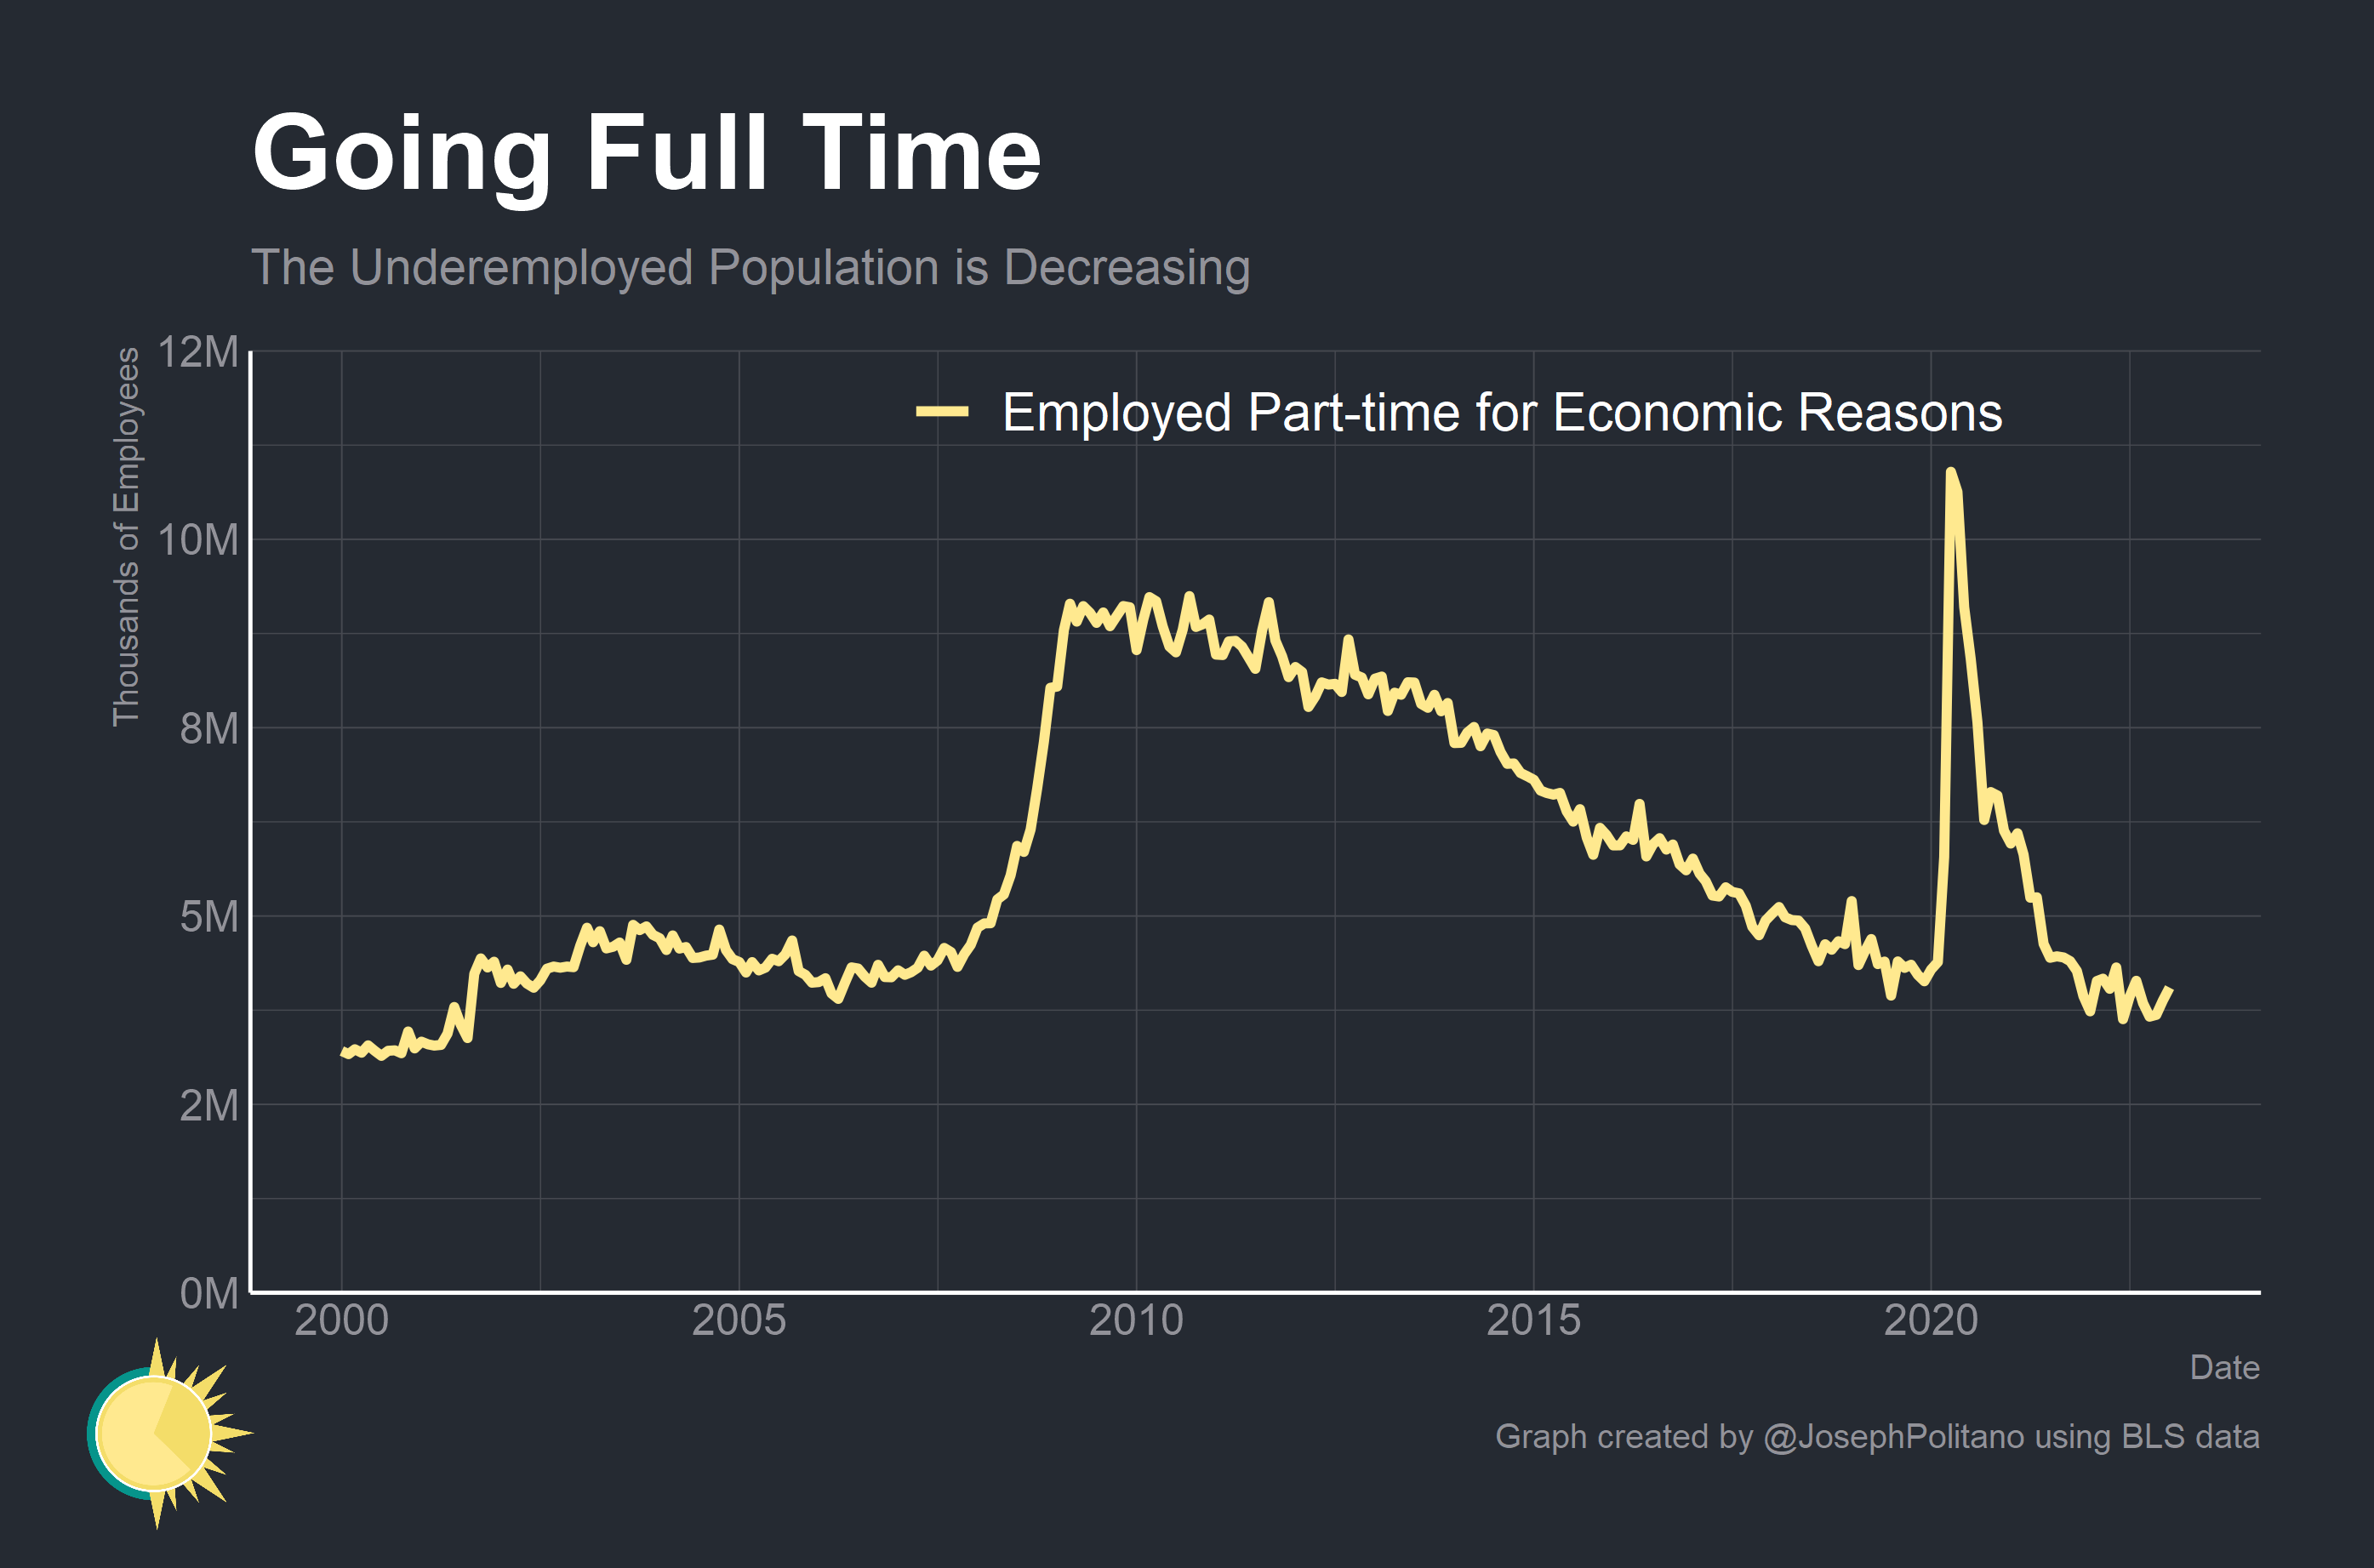 Going Full Time
The Underemployed Population is Decreasing
Thousands of Employees
12M
10M
8M
5M
2M
0M
Employed Part-time for Economic Reasons
2000 2005 2010 2015 2020
Date
Graph created by @JosephPolitano using BLS data